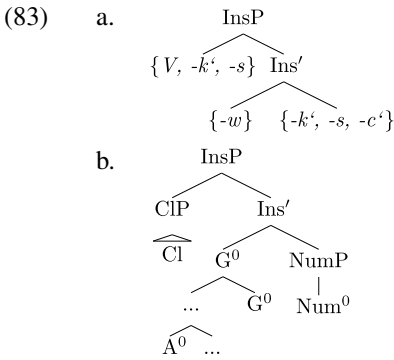 (83) a. InsP
{V, -k‘, -s} Ins′
{-w} {-k‘, -s, -c‘}
b. InsP
ClP Ins′
Cl G⁰ NumP
... G⁰ Num⁰
A⁰ ...